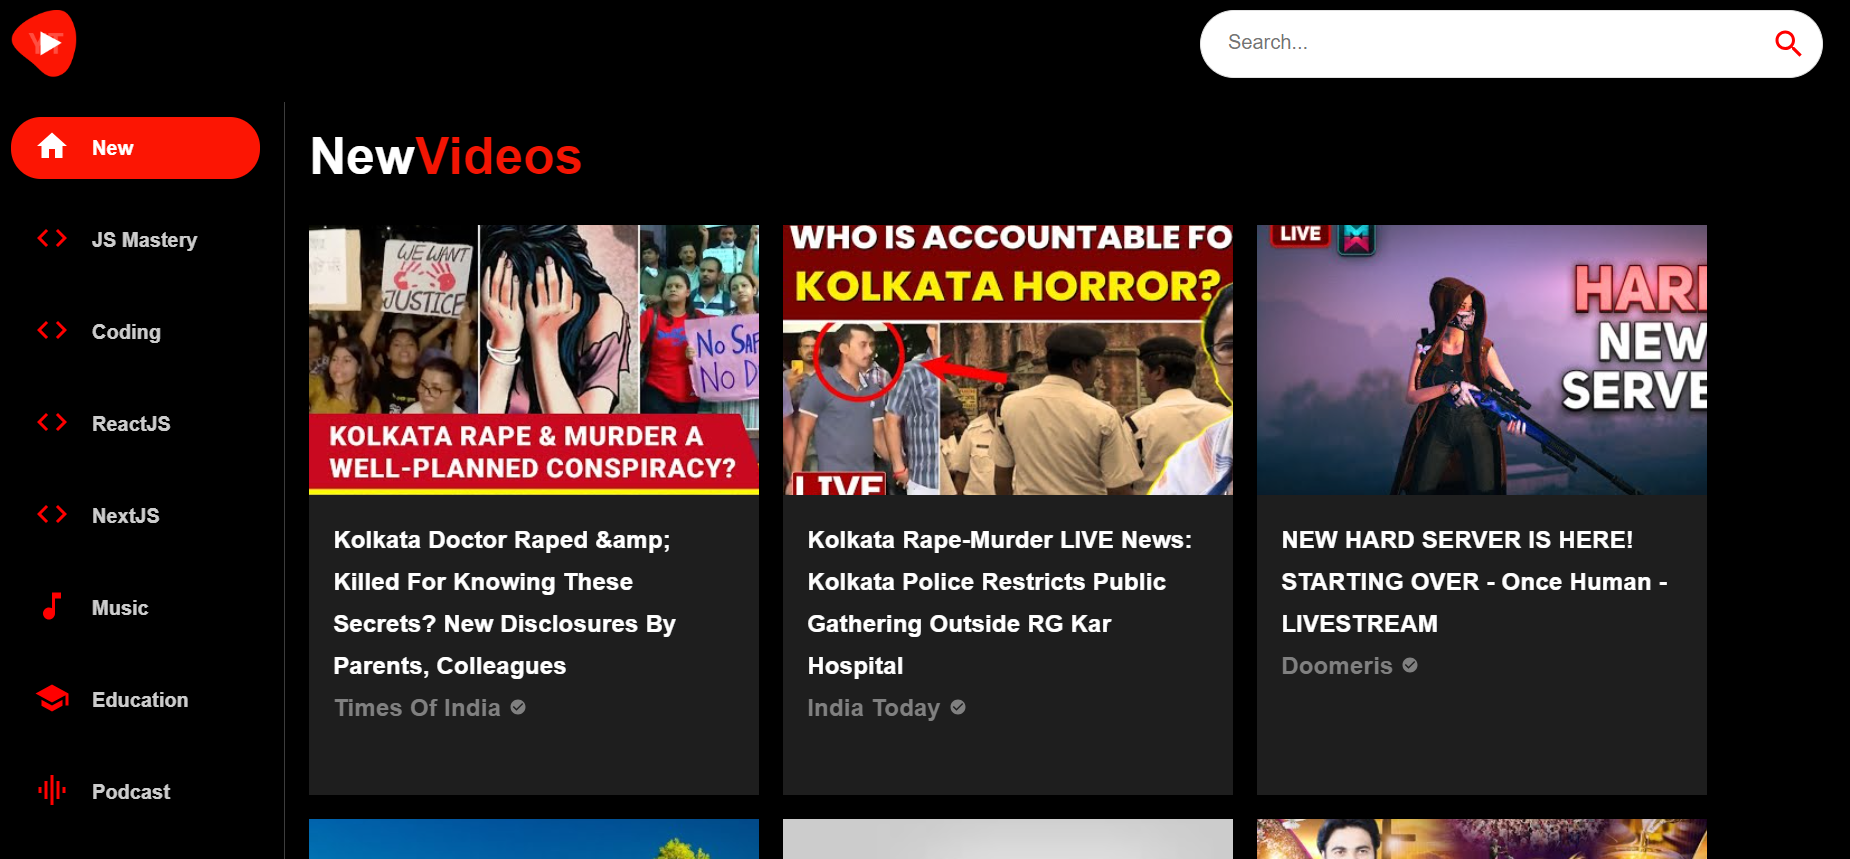 YT
Search...
New
JS Mastery
Coding
ReactJS
NextJS
Music
Education
Podcast
NewVideos
WE WANT
JUSTICE
NO SAF
NO D
KOLKATA RAPE & MURDER A
WELL-PLANNED CONSPIRACY?
Kolkata Doctor Raped &amp;
Killed For Knowing These
Secrets? New Disclosures By
Parents, Colleagues
Times Of India
WHO IS ACCOUNTABLE FO
KOLKATA HORROR?
LIVE
Kolkata Rape-Murder LIVE News:
Kolkata Police Restricts Public
Gathering Outside RG Kar
Hospital
India Today
LIVE
HARD
NEW
SERVE
NEW HARD SERVER IS HERE!
STARTING OVER - Once Human -
LIVESTREAM
Doomeris